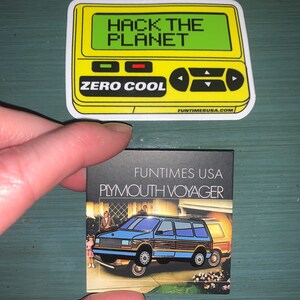 HACK THE
PLANET
ZERO COOL
FUNTIMESUSA.COM
FUNTIMES USA
PLYMOUTH VOYAGER